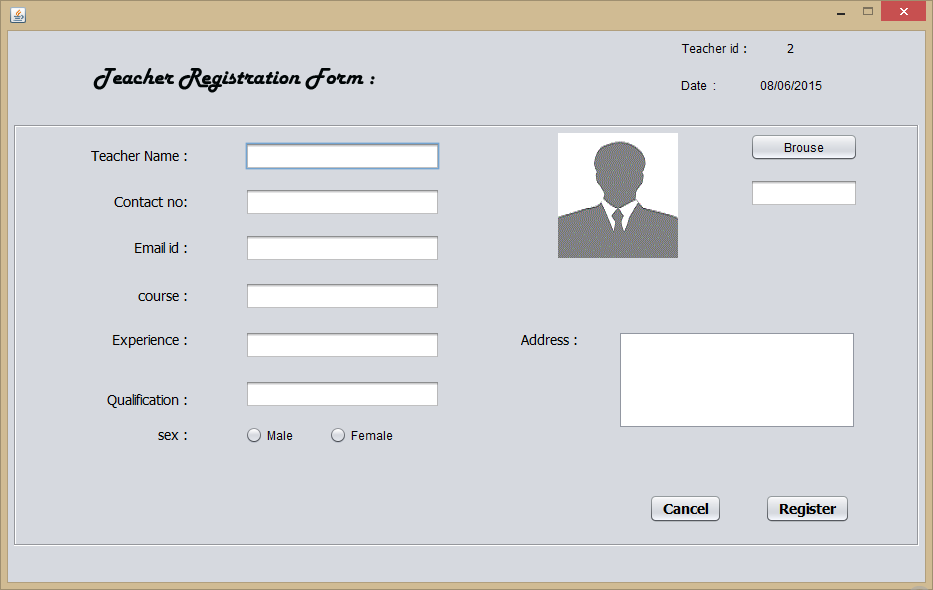 Teacher id : 2
Teacher Registration Form :
Date : 08/06/2015
Teacher Name :
Brouse
Contact no:
Email id :
course :
Experience :
Address :
Qualification :
sex : Male Female
Cancel Register